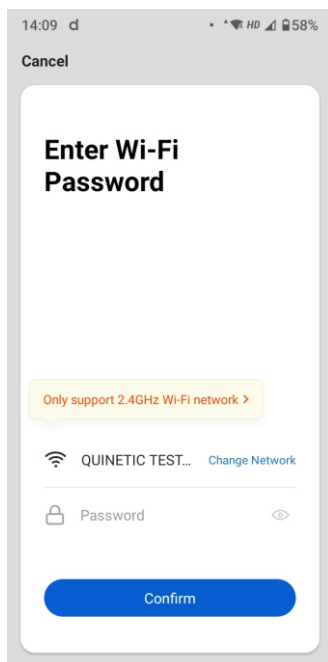 14:09 d HD 58%
Cancel
Enter Wi-Fi
Password
Only support 2.4GHz Wi-Fi network >
QUINETIC TEST... Change Network
Password
Confirm